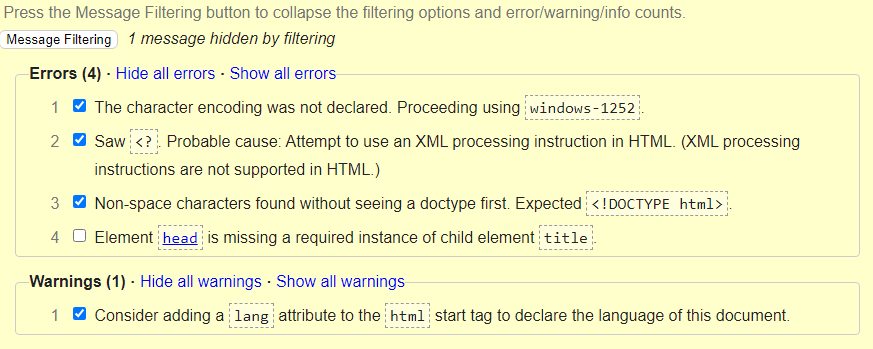 Press the Message Filtering button to collapse the filtering options and error/warning/info counts.
Message Filtering 1 message hidden by filtering
Errors (4) · Hide all errors · Show all errors
1 The character encoding was not declared. Proceeding using windows-1252.
2 Saw <?. Probable cause: Attempt to use an XML processing instruction in HTML. (XML processing
instructions are not supported in HTML.)
3 Non-space characters found without seeing a doctype first. Expected <!DOCTYPE html>.
4 Element head is missing a required instance of child element title.
Warnings (1) · Hide all warnings · Show all warnings
1 Consider adding a lang attribute to the html start tag to declare the language of this document.